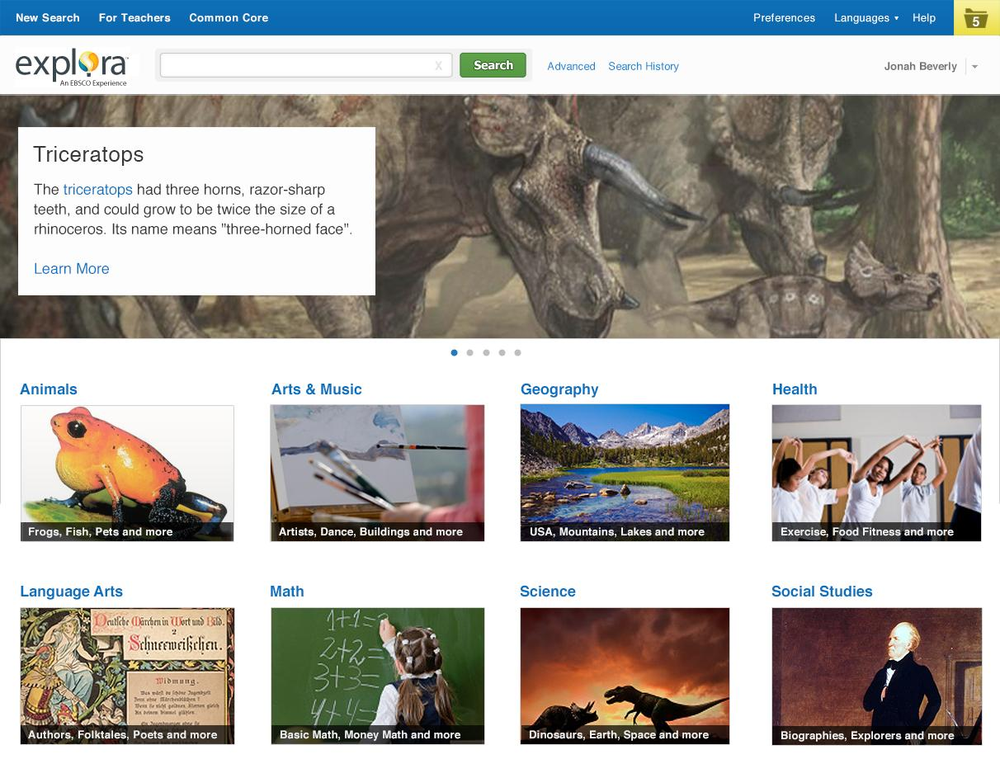 New Search For Teachers Common Core Preferences Languages Help 5
explora
An EBSCO Experience
x Search Advanced Search History Jonah Beverly
Triceratops
The triceratops had three horns, razor-sharp
teeth, and could grow to be twice the size of a
rhinoceros. Its name means "three-horned face".
Learn More
Animals Arts & Music Geography Health
Frogs, Fish, Pets and more Artists, Dance, Buildings and more USA, Mountains, Lakes and more Exercise, Food Fitness and more
Language Arts Math Science Social Studies
Deutsche Märchen in Wort und Bild.
2
Schneeweißchen.
Widmung.
1+1=
2+2=
3+3=
4+4=
Authors, Folktales, Poets and more Basic Math, Money Math and more Dinosaurs, Earth, Space and more Biographies, Explorers and more